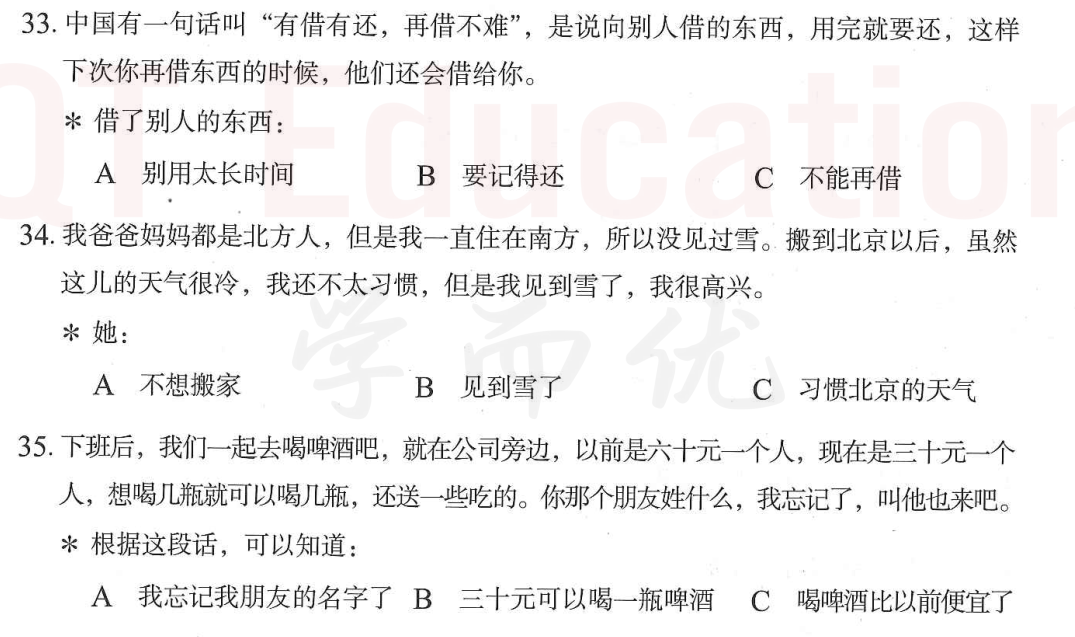 33. 中国有一句话叫“有借有还，再借不难”，是说向别人借的东西，用完就要还，这样
下次你再借东西的时候，他们还会借给你。
＊ 借了别人的东西：
A 别用太长时间 B 要记得还 C 不能再借
34. 我爸爸妈妈都是北方人，但是我一直住在南方，所以没见过雪。搬到北京以后，虽然
这儿的天气很冷，我还不太习惯，但是我见到雪了，我很高兴。
＊ 她：
A 不想搬家 B 见到雪了 C 习惯北京的天气
35. 下班后，我们一起去喝啤酒吧，就在公司旁边，以前是六十元一个人，现在是三十元一个
人，想喝几瓶就可以喝几瓶，还送一些吃的。你那个朋友姓什么，我忘记了，叫他也来吧。
＊ 根据这段话，可以知道：
A 我忘记我朋友的名字了 B 三十元可以喝一瓶啤酒 C 喝啤酒比以前便宜了
QT Education
学而优